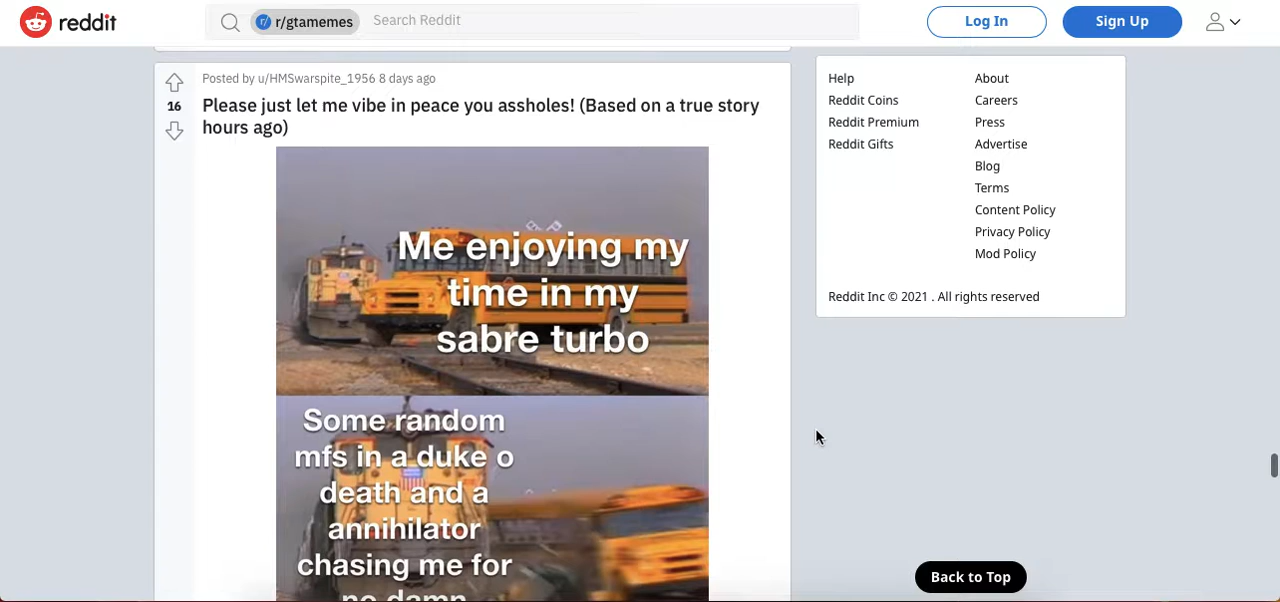 reddit
r/gtamemes
Search Reddit
Log In
Sign Up
Posted by u/HMSwarspite_1956 8 days ago
16
Please just let me vibe in peace you assholes! (Based on a true story
hours ago)
Me enjoying my
time in my
sabre turbo
Some random
mfs in a duke o
death and a
annihilator
chasing me for
no damn
Help
Reddit Coins
Reddit Premium
Reddit Gifts
About
Careers
Press
Advertise
Blog
Terms
Content Policy
Privacy Policy
Mod Policy
Reddit Inc © 2021 . All rights reserved
Back to Top